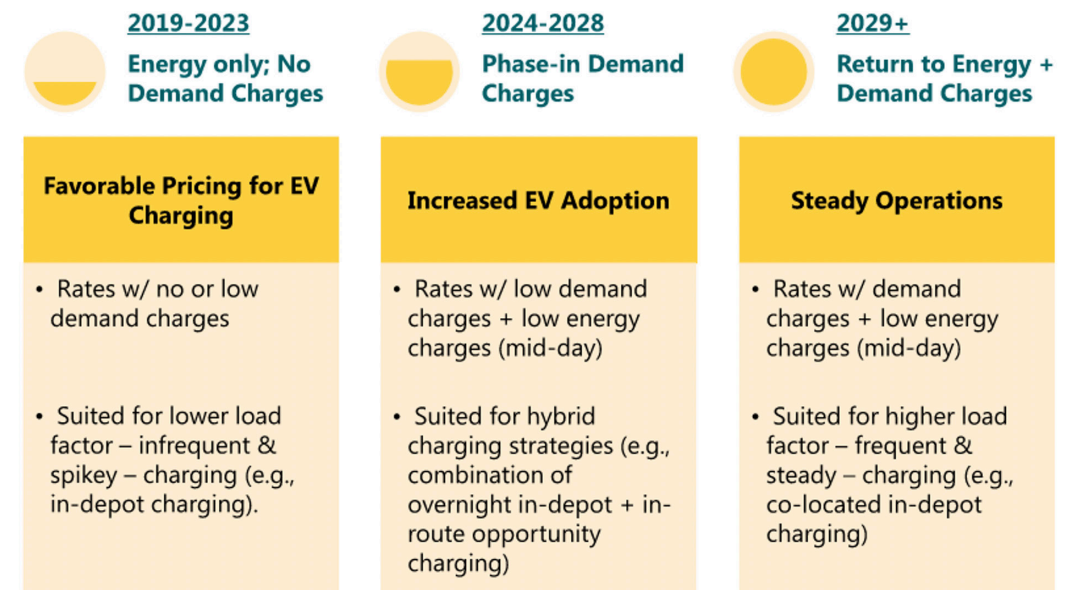 2019-2023
Energy only; No
Demand Charges
Favorable Pricing for EV
Charging
• Rates w/ no or low
demand charges
• Suited for lower load
factor – infrequent &
spikey – charging (e.g.,
in-depot charging).
2024-2028
Phase-in Demand
Charges
Increased EV Adoption
• Rates w/ low demand
charges + low energy
charges (mid-day)
• Suited for hybrid
charging strategies (e.g.,
combination of
overnight in-depot + in-
route opportunity
charging)
2029+
Return to Energy +
Demand Charges
Steady Operations
• Rates w/ demand
charges + low energy
charges (mid-day)
• Suited for higher load
factor – frequent &
steady – charging (e.g.,
co-located in-depot
charging)